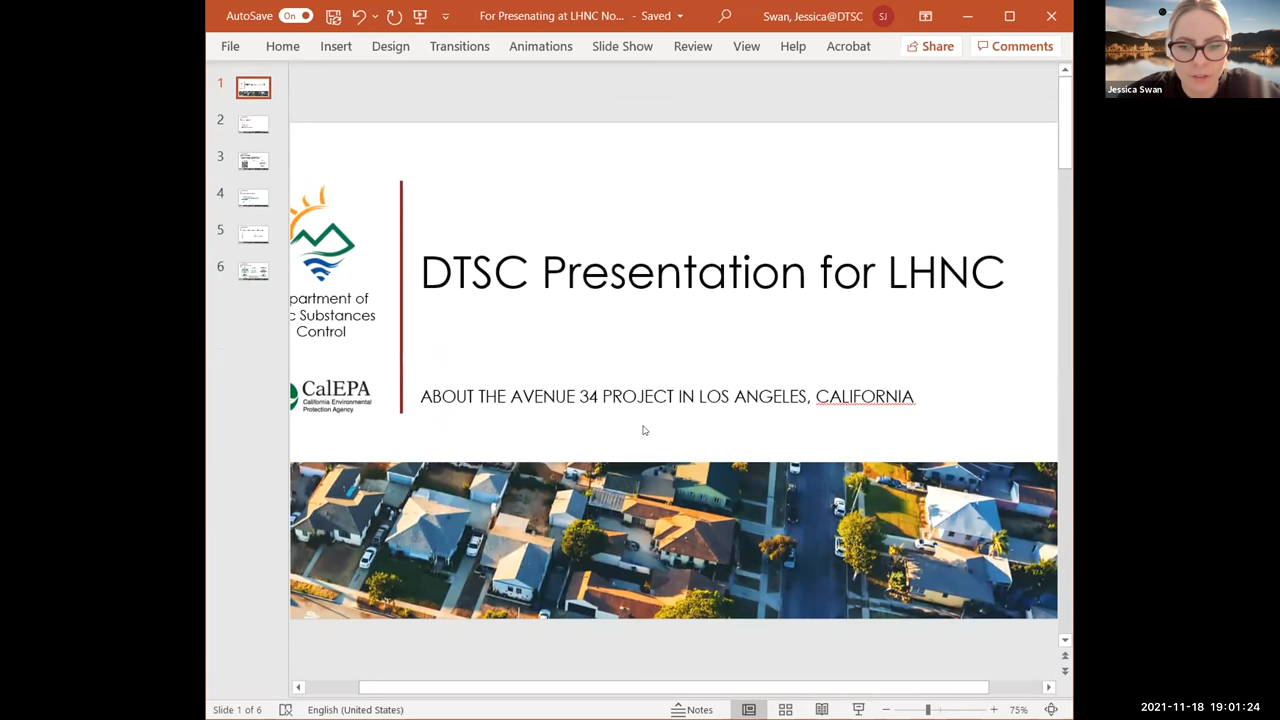 AutoSave On For Presenating at LHNC No... - Saved Swan, Jessica@DTSC SJ
File Home Insert Design Transitions Animations Slide Show Review View Help Acrobat Share Comments
Jessica Swan
1
2
3
4
5
6
DTSC Presentation for LHNC
partment of
c Substances
Control
CalEPA
California Environmental
Protection Agency
ABOUT THE AVENUE 34 PROJECT IN LOS ANGELES, CALIFORNIA
Slide 1 of 6 English (United States) Notes 75%
2021-11-18 19:01:24